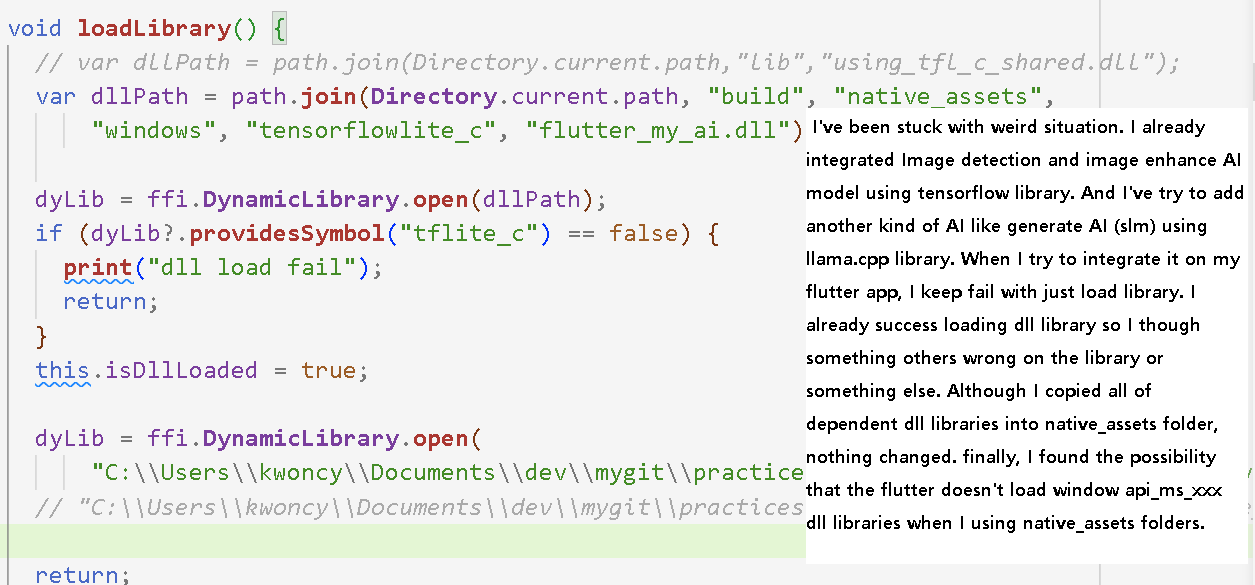 void loadLibrary() {
// var dllPath = path.join(Directory.current.path,"lib","using_tfl_c_shared.dll");
var dllPath = path.join(Directory.current.path, "build", "native_assets",
"windows", "tensorflowlite_c", "flutter_my_ai.dll")
dyLib = ffi.DynamicLibrary.open(dllPath);
if (dyLib?.providesSymbol("tflite_c") == false) {
print("dll load fail");
return;
}
this.isDllLoaded = true;
dyLib = ffi.DynamicLibrary.open(
"C:\\Users\\kwoncy\\Documents\\dev\\mygit\\practice
// "C:\\Users\\kwoncy\\Documents\\dev\\mygit\\practices
return;
I've been stuck with weird situation. I already
integrated Image detection and image enhance AI
model using tensorflow library. And I've try to add
another kind of AI like generate AI (slm) using
llama.cpp library. When I try to integrate it on my
flutter app, I keep fail with just load library. I
already success loading dll library so I though
something others wrong on the library or
something else. Although I copied all of
dependent dll libraries into native_assets folder,
nothing changed. finally, I found the possibility
that the flutter doesn't load window api_ms_xxx
dll libraries when I using native_assets folders.